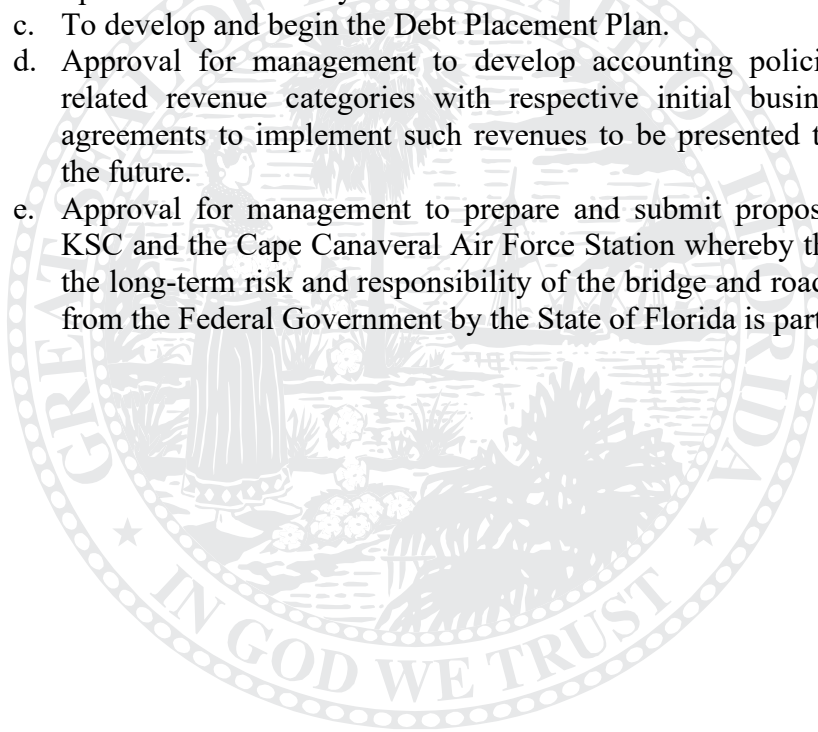 c. To develop and begin the Debt Placement Plan.
d. Approval for management to develop accounting polici
related revenue categories with respective initial busin
agreements to implement such revenues to be presented t
the future.
e. Approval for management to prepare and submit propos
KSC and the Cape Canaveral Air Force Station whereby th
the long-term risk and responsibility of the bridge and road
from the Federal Government by the State of Florida is part
GREAT
FLORIDA
IN GOD WE TRUST